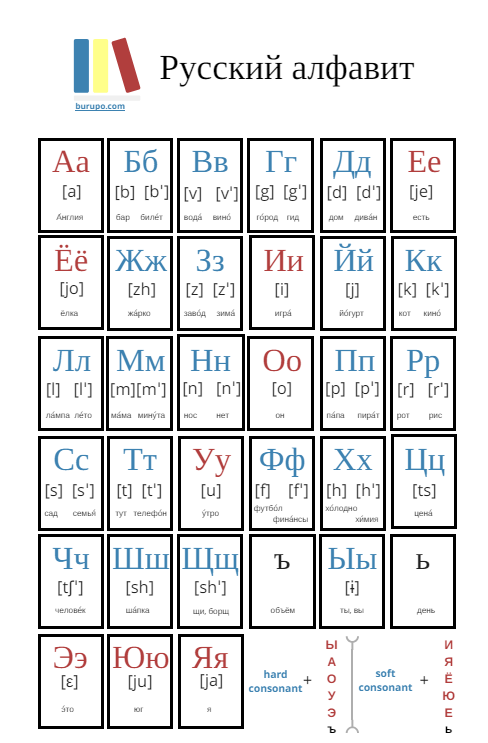 Русский алфавит
burupo.com
Аа Бб Вв Гг Дд Ее
[a] [b] [b'] [v] [v'] [g] [g'] [d] [d'] [je]
А́нглия бар биле́т вода́ вино́ го́род гид дом дива́н есть
Ёё Жж Зз Ии Йй Кк
[jo] [zh] [z] [z'] [i] [j] [k] [k']
ёлка жа́рко заво́д зима́ игра́ йо́гурт кот кино́
Лл Мм Нн Оо Пп Рр
[l] [l'] [m][m'] [n] [n'] [o] [p] [p'] [r] [r']
ла́мпа ле́то ма́ма мину́та нос нет он па́па пира́т рот рис
Сс Тт Уу Фф Хх Цц
[s] [s'] [t] [t'] [u] [f] [f'] [h] [h'] [ts]
сад семья́ тут телефо́н у́тро футбо́л фина́нсы хо́лодно хи́мия цена́
Чч Шш Щщ ъ Ыы ь
[tʃ'] [sh] [sh'] [ɨ]
челове́к ша́пка щи, борщ объём ты, вы день
Ээ Юю Яя
[ɛ] [ju] [ja]
э́то юг я
hard consonant +
Ы
А
О
У
Э
ъ
soft consonant +
И
Я
Ё
Ю
Е
ь